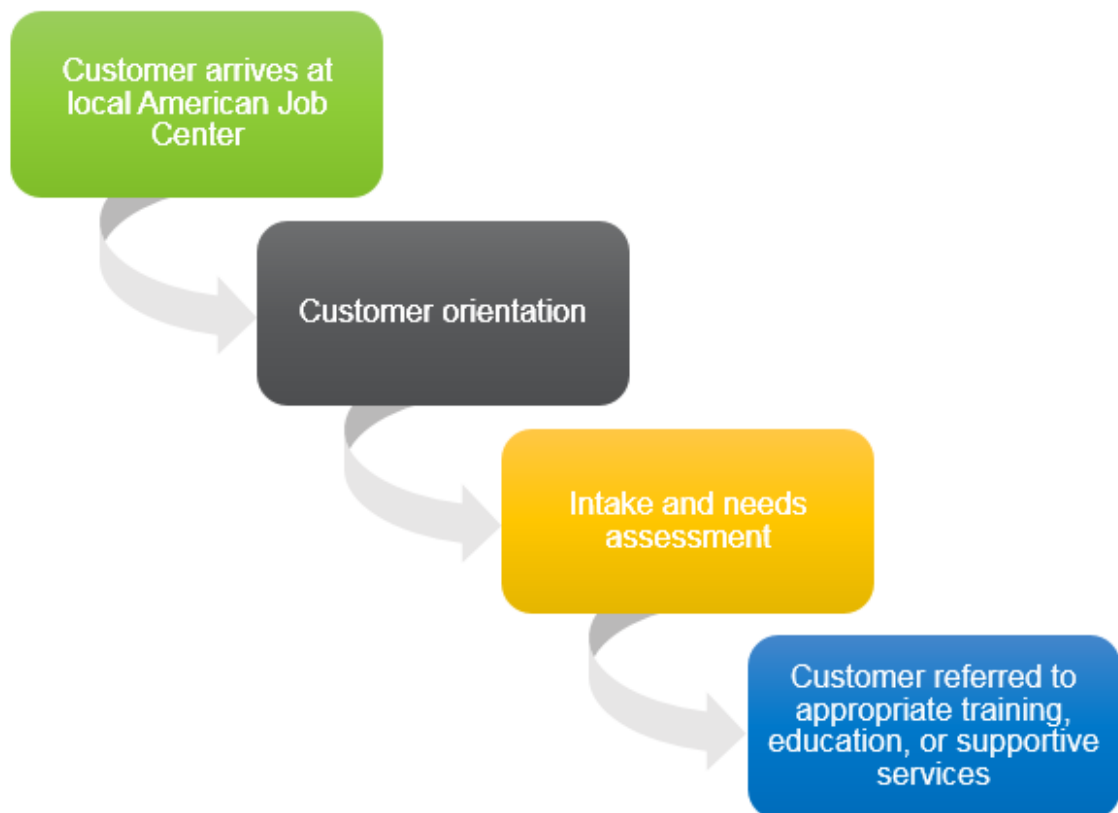 Customer arrives at
local American Job
Center
Customer orientation
Intake and needs
assessment
Customer referred to
appropriate training,
education, or supportive
services